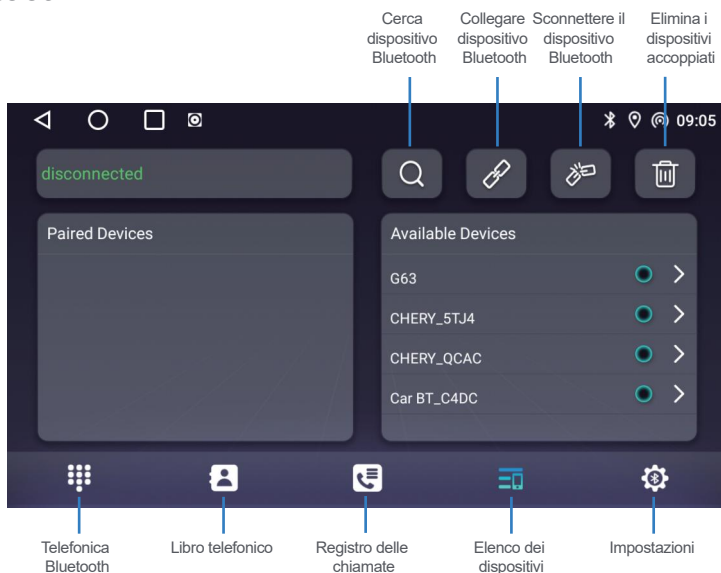 Cerca
dispositivo
Bluetooth
Collegare
dispositivo
Bluetooth
Sconnettere il
dispositivo
Bluetooth
Elimina i
dispositivi
accoppiati
09:05
disconnected
Paired Devices
Available Devices
G63
CHERY_5TJ4
CHERY_QCAC
Car BT_C4DC
Telefonica
Bluetooth
Libro telefonico
Registro delle
chiamate
Elenco dei
dispositivi
Impostazioni